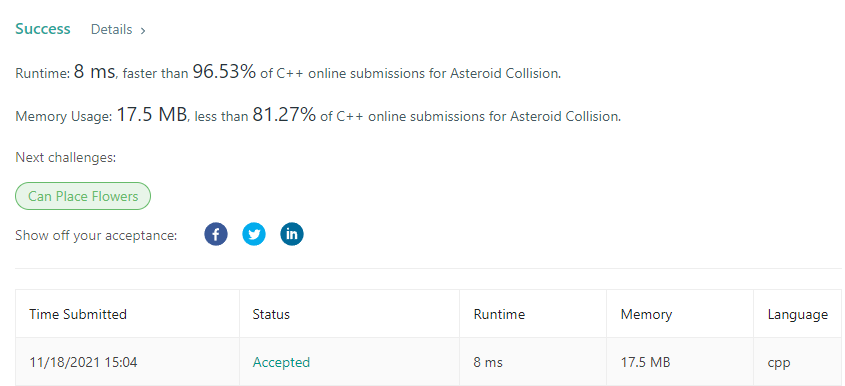 Success Details >
Runtime: 8 ms, faster than 96.53% of C++ online submissions for Asteroid Collision.
Memory Usage: 17.5 MB, less than 81.27% of C++ online submissions for Asteroid Collision.
Next challenges:
Can Place Flowers
Show off your acceptance: f in
Time Submitted Status Runtime Memory Language
11/18/2021 15:04 Accepted 8 ms 17.5 MB cpp